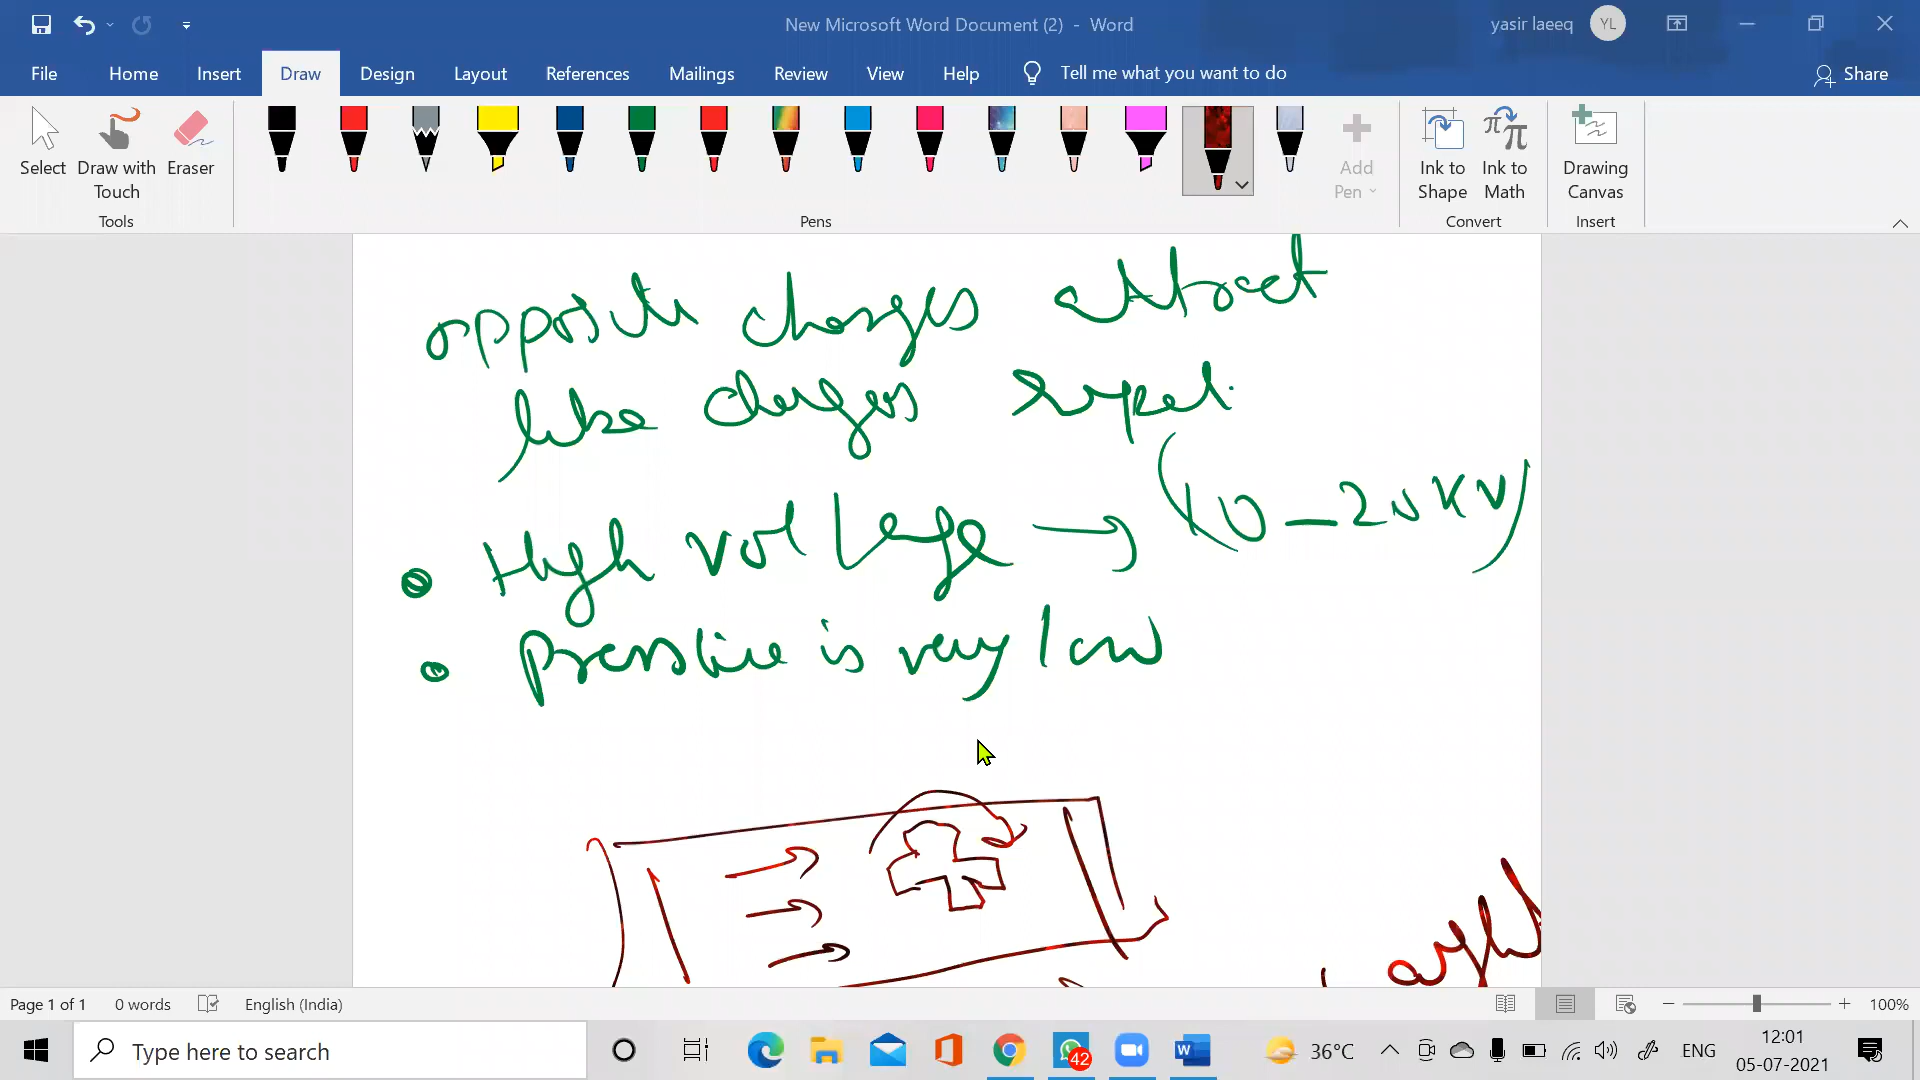 New Microsoft Word Document (2) - Word
yasir laeeq YL
File Home Insert Draw Design Layout References Mailings Review View Help Tell me what you want to do Share
Select Draw with Touch Eraser
Add Pen
Ink to Shape Ink to Math Drawing Canvas
Tools Pens Convert Insert
opposite charges attract
like charges repel.
High voltage → (10 - 20 KV)
Pressure is very low
Page 1 of 1 0 words English (India) 100%
Type here to search
42
W
36°C ENG 12:01
05-07-2021